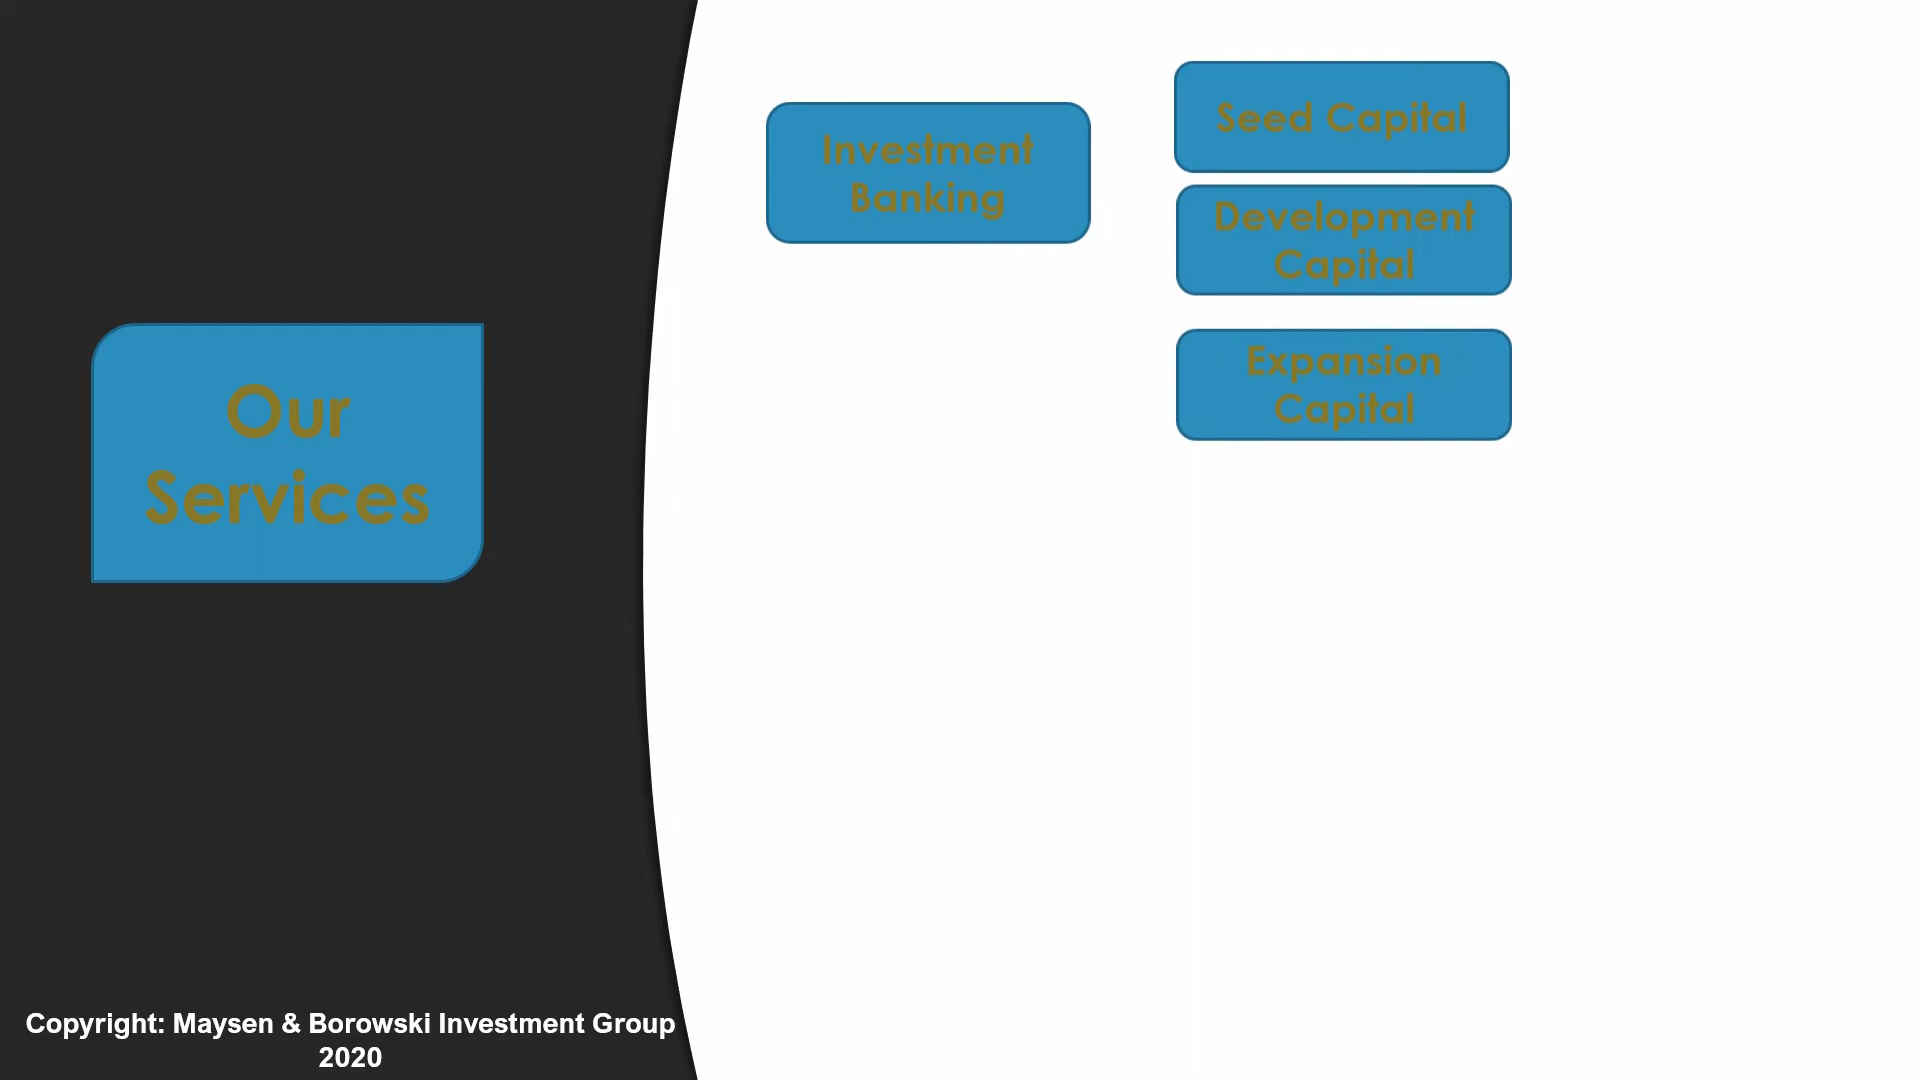 Our
Services
Investment
Banking
Seed Capital
Development
Capital
Expansion
Capital
Copyright: Maysen & Borowski Investment Group
2020